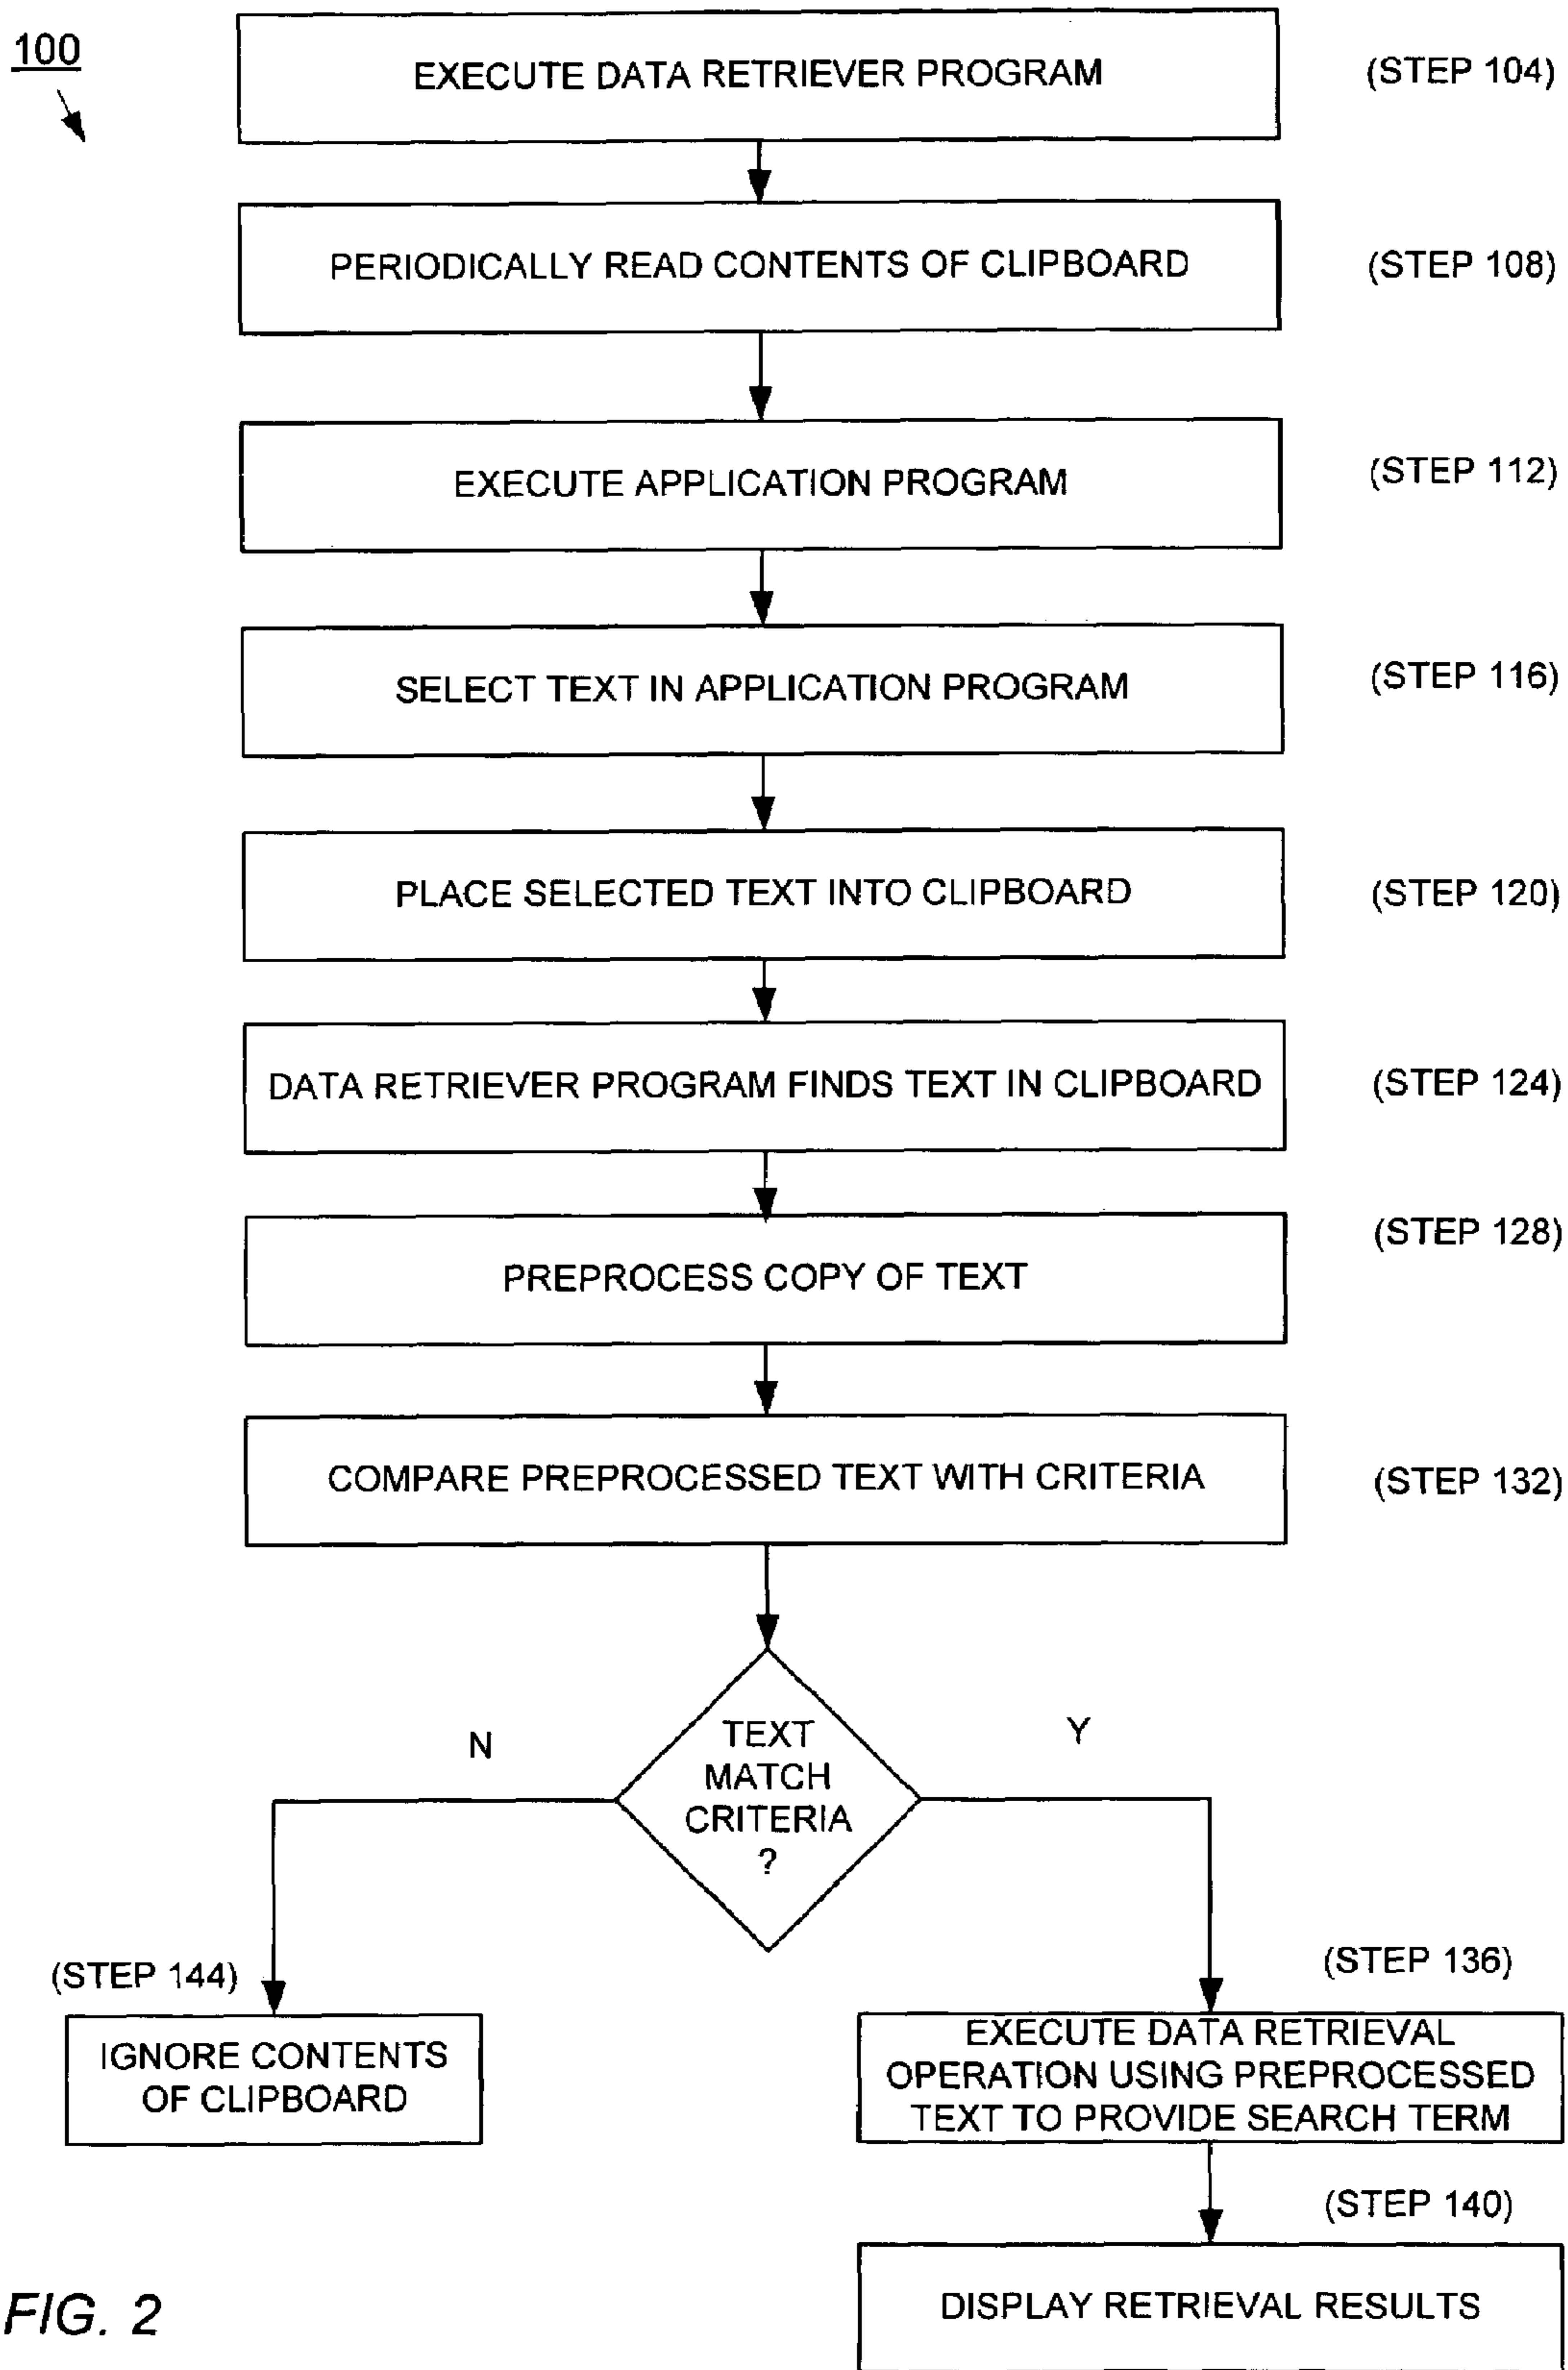 100
EXECUTE DATA RETRIEVER PROGRAM
(STEP 104)
PERIODICALLY READ CONTENTS OF CLIPBOARD
(STEP 108)
EXECUTE APPLICATION PROGRAM
(STEP 112)
SELECT TEXT IN APPLICATION PROGRAM
(STEP 116)
PLACE SELECTED TEXT INTO CLIPBOARD
(STEP 120)
DATA RETRIEVER PROGRAM FINDS TEXT IN CLIPBOARD
(STEP 124)
PREPROCESS COPY OF TEXT
(STEP 128)
COMPARE PREPROCESSED TEXT WITH CRITERIA
(STEP 132)
TEXT
MATCH
CRITERIA
?
N
Y
(STEP 144)
IGNORE CONTENTS
OF CLIPBOARD
(STEP 136)
EXECUTE DATA RETRIEVAL
OPERATION USING PREPROCESSED
TEXT TO PROVIDE SEARCH TERM
(STEP 140)
DISPLAY RETRIEVAL RESULTS
FIG. 2